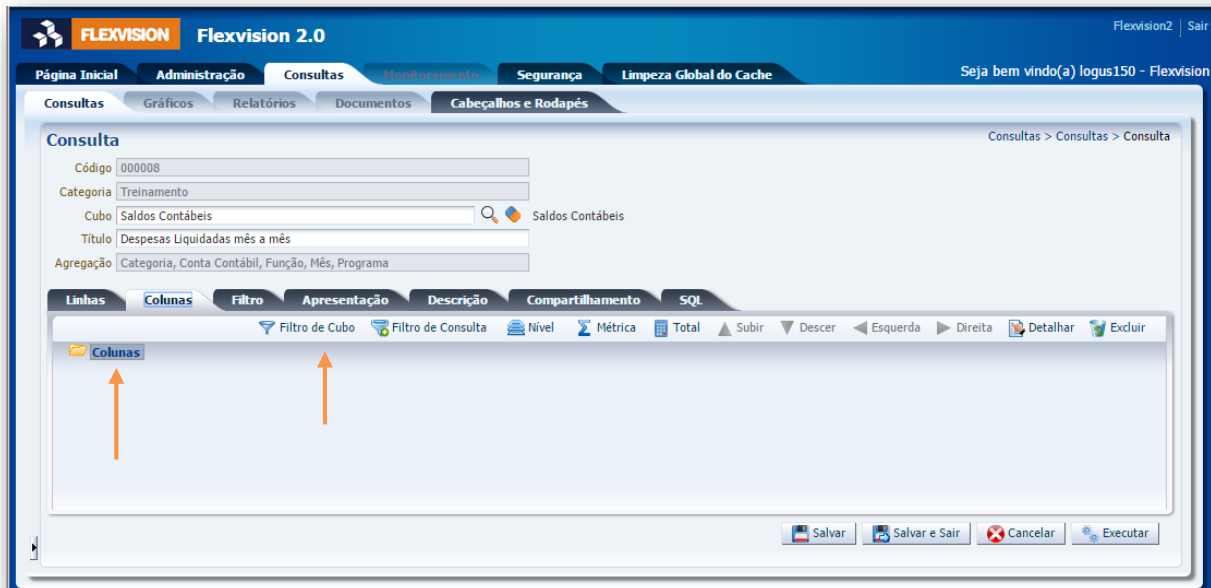 FLEXVISION Flexvision 2.0
Flexvision2 | Sair
Página Inicial Administração Consultas Monitoramento Segurança Limpeza Global do Cache Seja bem vindo(a) logus150 - Flexvision
Consultas Gráficos Relatórios Documentos Cabeçalhos e Rodapés
Consulta Consultas > Consultas > Consulta
Código 000008
Categoria Treinamento
Cubo Saldos Contábeis Saldos Contábeis
Título Despesas Liquidadas mês a mês
Agregação Categoria, Conta Contábil, Função, Mês, Programa
Linhas Colunas Filtro Apresentação Descrição Compartilhamento SQL
Filtro de Cubo Filtro de Consulta Nível Métrica Total Subir Descer Esquerda Direita Detalhar Excluir
Colunas
Salvar Salvar e Sair Cancelar Executar